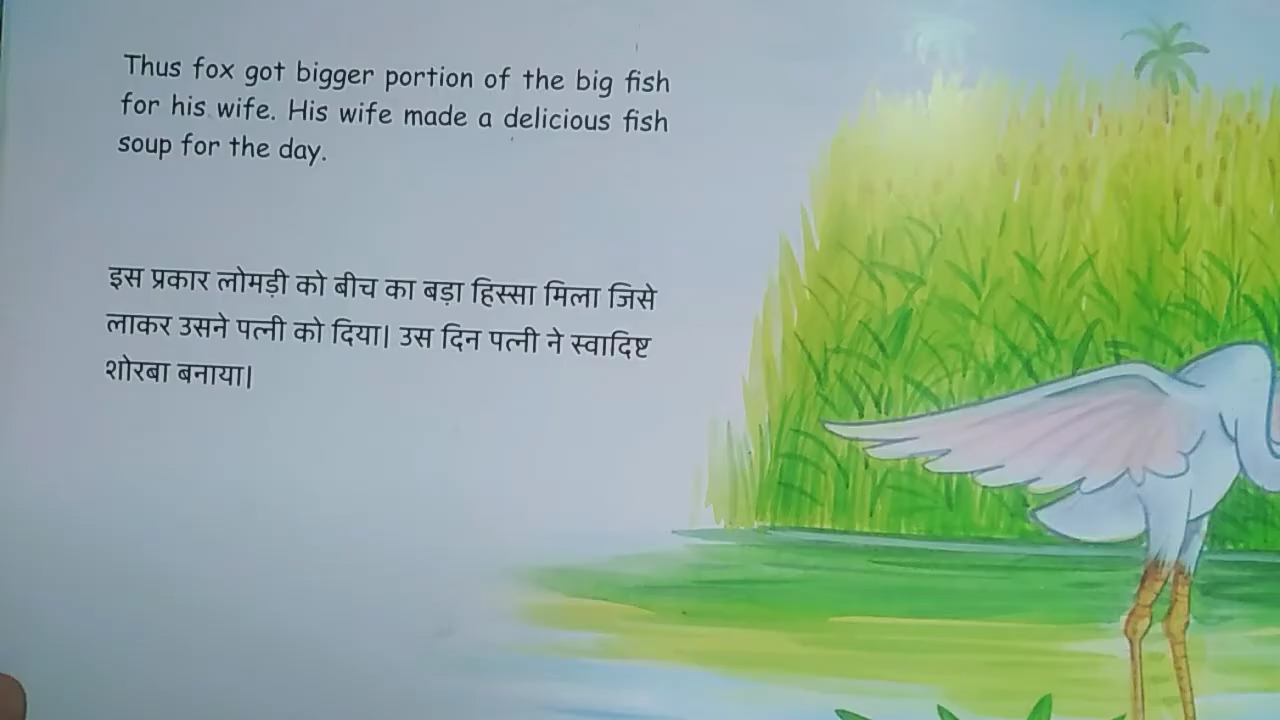 Thus fox got bigger portion of the big fish
for his wife. His wife made a delicious fish
soup for the day.
इस प्रकार लोमड़ी को बीच का बड़ा हिस्सा मिला जिसे
लाकर उसने पत्नी को दिया। उस दिन पत्नी ने स्वादिष्ट
शोरबा बनाया।